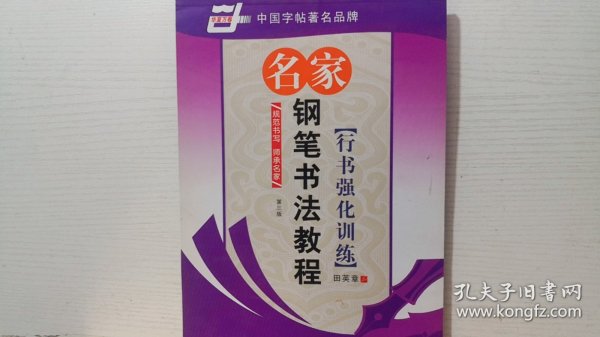 中国字帖著名品牌
名家
钢笔书法教程
【行书强化训练】
规范书写 师承名家
第三版
田英章
孔夫子旧书网
www.kongfz.com